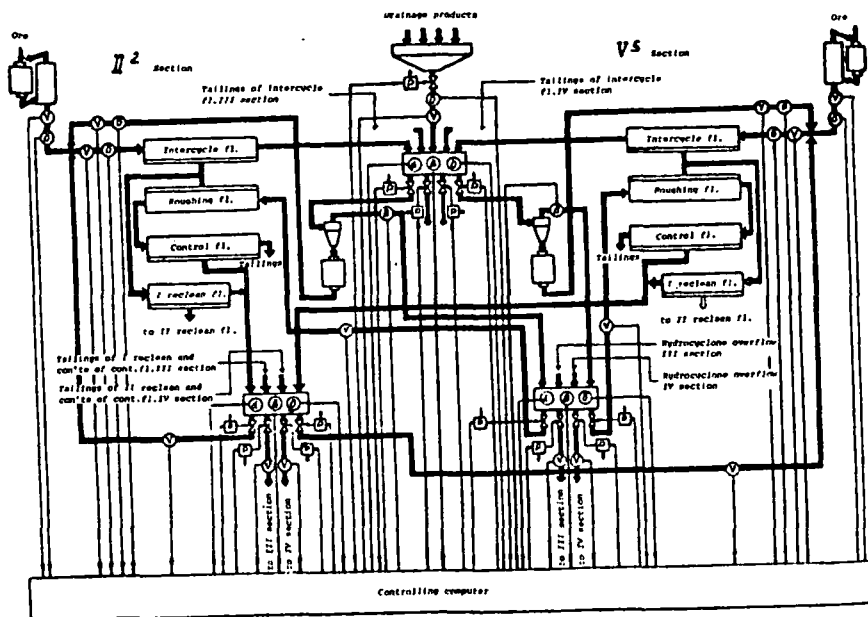 Drainage products
Ore
II² Section
V⁵ Section
Ore
Tailings of intercycle
fl.III section
Tailings of intercycle
fl.IV section
Intercycle fl.
Intercycle fl.
Roughing fl.
Roughing fl.
Control fl.
Control fl.
Tailings
Tailings
I reclean fl.
I reclean fl.
to II reclean fl.
to II reclean fl.
Hydrocyclone overflow
III section
Hydrocyclone overflow
IV section
Tailings of I reclean and
con'te of cont.fl.III section
Tailings of II reclean and
con'te of cont.fl.IV section
to III section
to IV section
to III section
to IV section
Controlling computer